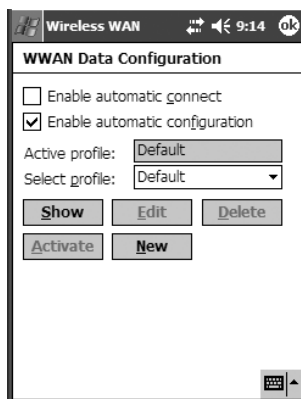 Wireless WAN 9:14 ok
WWAN Data Configuration
Enable automatic connect
Enable automatic configuration
Active profile: Default
Select profile: Default
Show Edit Delete
Activate New